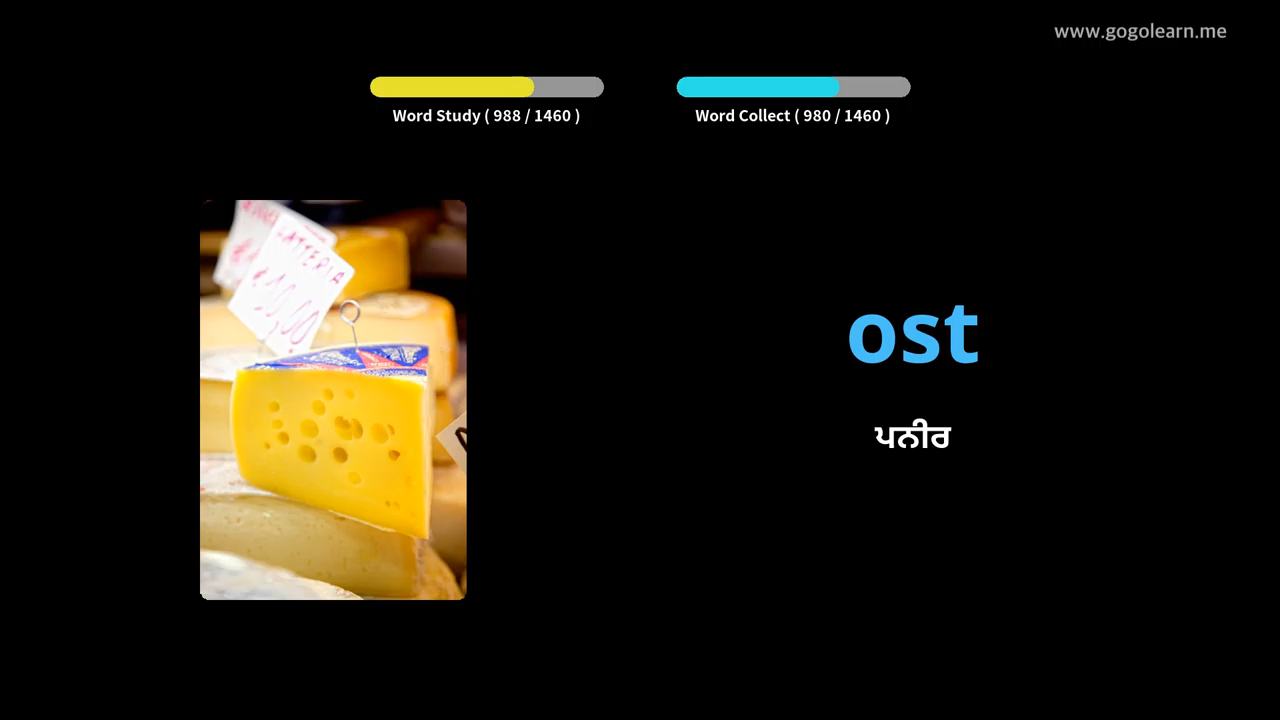 www.gogolearn.me
Word Study ( 988 / 1460 )
Word Collect ( 980 / 1460 )
LATTERIA
ost
ਪਨੀਰ